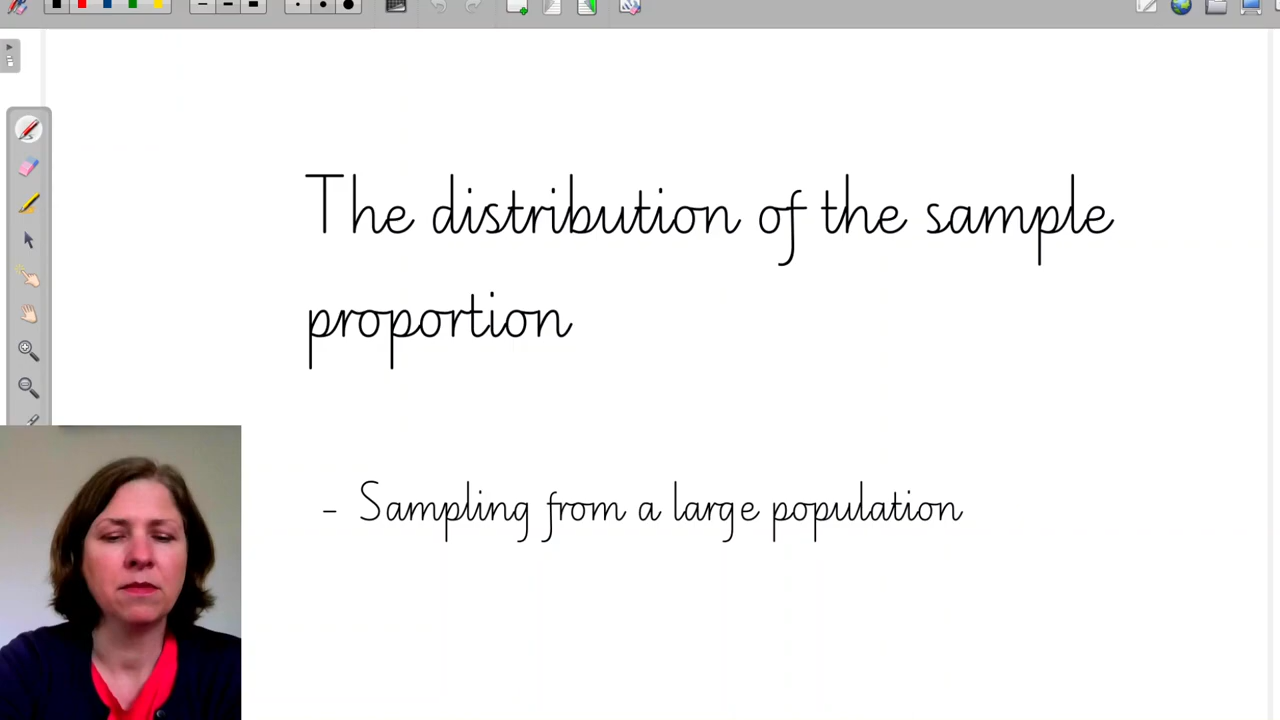 The distribution of the sample
proportion
- Sampling from a large population